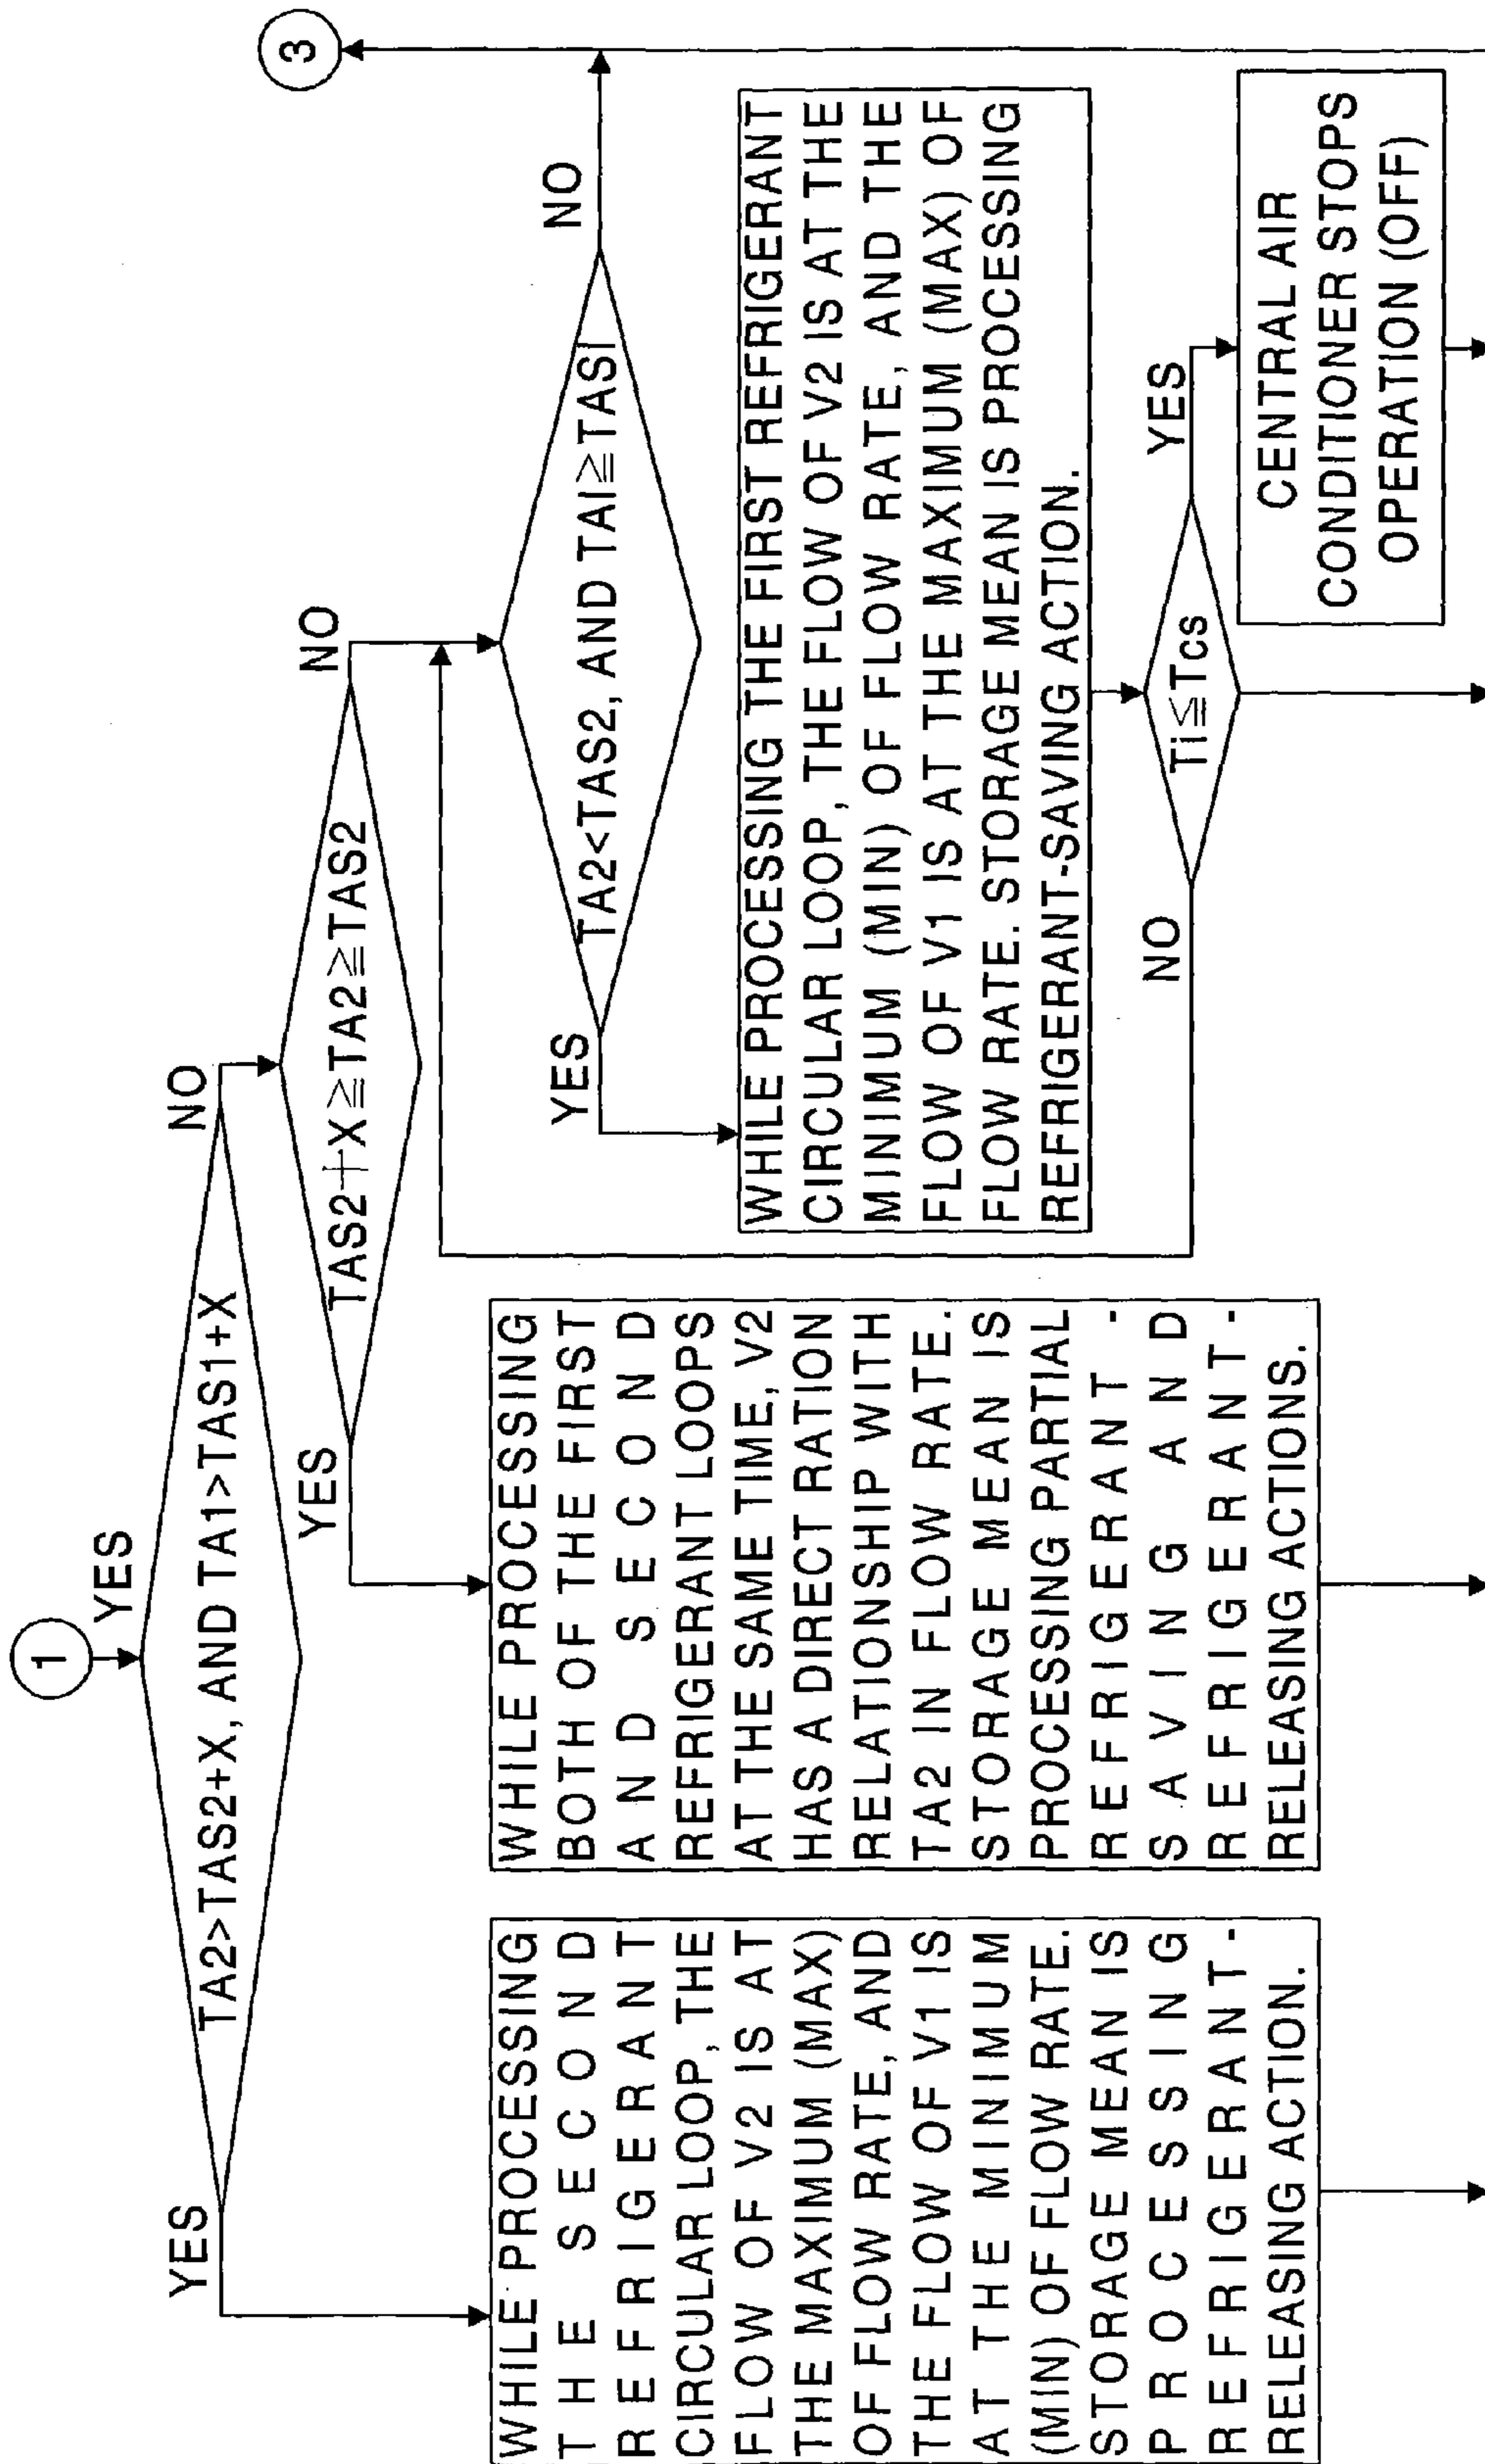 1
YES
TA2>TAS2+X, AND TA1>TAS1+X
YES
NO
TAS2+X≧TA2≧TAS2
YES
NO
3
TA2<TAS2, AND TAI≧TASI
YES
NO
WHILE PROCESSING
THE SECOND
REFRIGERANT
CIRCULAR LOOP, THE
FLOW OF V2 IS AT
THE MAXIMUM (MAX)
OF FLOW RATE, AND
THE FLOW OF V1 IS
AT THE MINIMUM
(MIN) OF FLOW RATE.
STORAGE MEAN IS
PROCESSING
REFRIGERANT-
RELEASING ACTION.
WHILE PROCESSING
BOTH OF THE FIRST
AND SECOND
REFRIGERANT LOOPS
AT THE SAME TIME, V2
HAS A DIRECT RATION
RELATIONSHIP WITH
TA2 IN FLOW RATE.
STORAGE MEAN IS
PROCESSING PARTIAL
REFRIGERANT-
SAVING AND
REFRIGERANT-
RELEASING ACTIONS.
WHILE PROCESSING THE FIRST REFRIGERANT
CIRCULAR LOOP, THE FLOW OF V2 IS AT THE
MINIMUM (MIN) OF FLOW RATE, AND THE
FLOW OF V1 IS AT THE MAXIMUM (MAX) OF
FLOW RATE. STORAGE MEAN IS PROCESSING
REFRIGERANT-SAVING ACTION.
Ti≦Tcs
NO
YES
CENTRAL AIR
CONDITIONER STOPS
OPERATION (OFF)